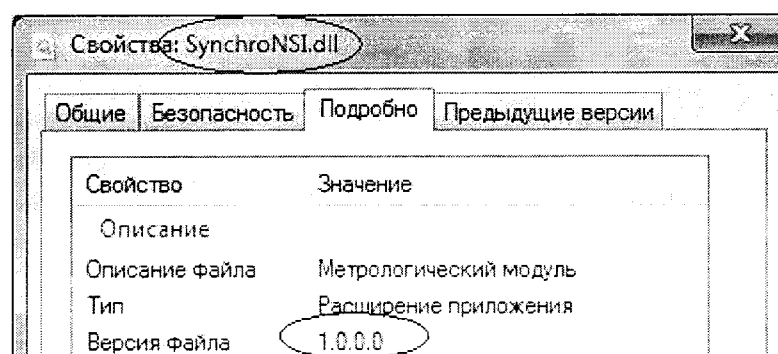 Свойства: SynchroNSI.dll
Общие Безопасность Подробно Предыдущие версии
Свойство Значение
Описание
Описание файла Метрологический модуль
Тип Расширение приложения
Версия файла 1.0.0.0